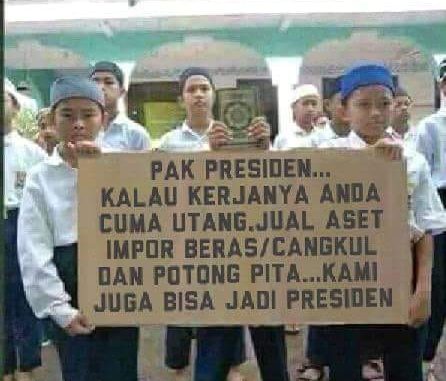 PAK PRESIDEN...
KALAU KERJANYA ANDA
CUMA UTANG.JUAL ASET
IMPOR BERAS/CANGKUL
DAN POTONG PITA...KAMI
JUGA BISA JADI PRESIDEN